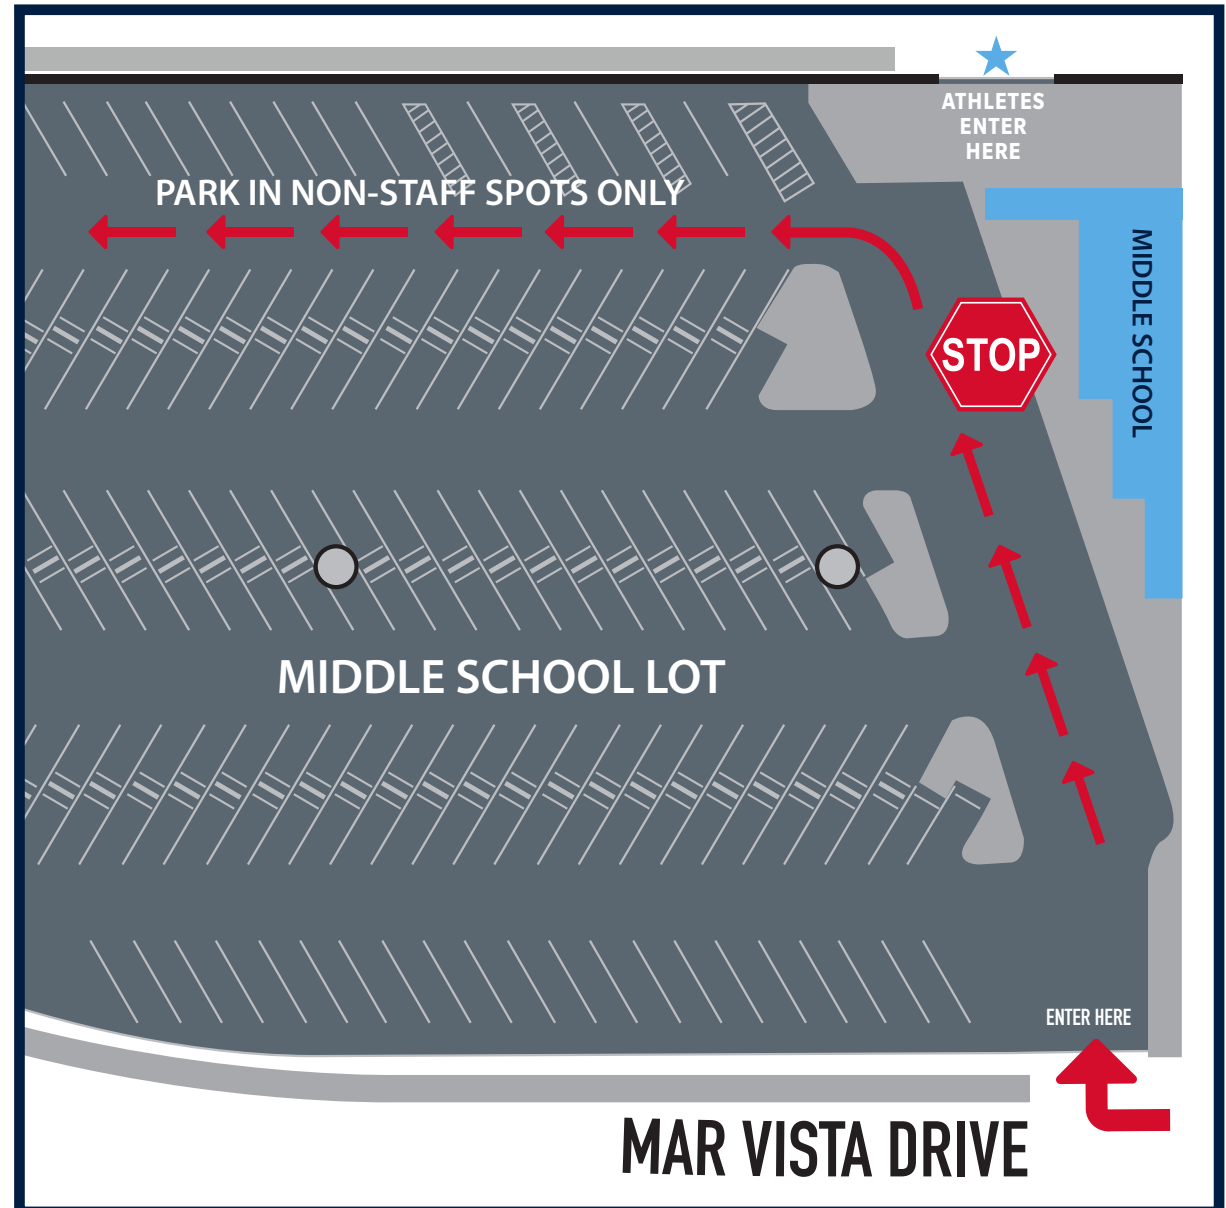 ATHLETES
ENTER
HERE
PARK IN NON-STAFF SPOTS ONLY
MIDDLE SCHOOL
STOP
MIDDLE SCHOOL LOT
ENTER HERE
MAR VISTA DRIVE